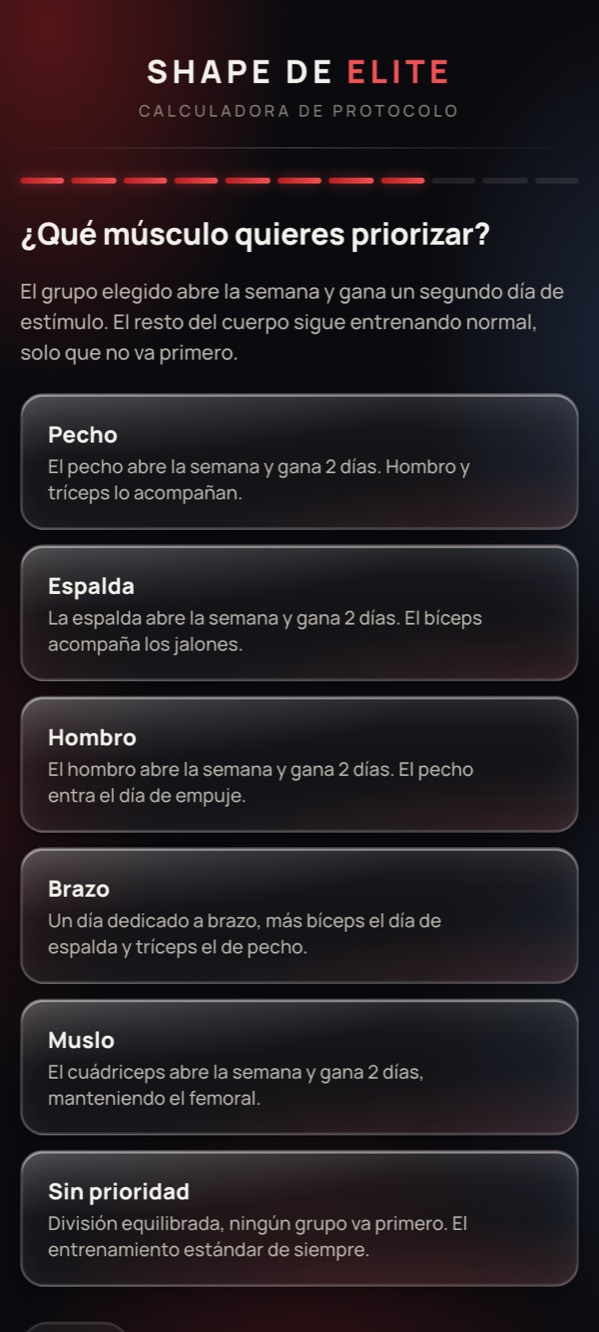 SHAPE DE ELITE
CALCULADORA DE PROTOCOLO
¿Qué músculo quieres priorizar?
El grupo elegido abre la semana y gana un segundo día de
estímulo. El resto del cuerpo sigue entrenando normal,
solo que no va primero.
Pecho
El pecho abre la semana y gana 2 días. Hombro y
tríceps lo acompañan.
Espalda
La espalda abre la semana y gana 2 días. El bíceps
acompaña los jalones.
Hombro
El hombro abre la semana y gana 2 días. El pecho
entra el día de empuje.
Brazo
Un día dedicado a brazo, más bíceps el día de
espalda y tríceps el de pecho.
Muslo
El cuádriceps abre la semana y gana 2 días,
manteniendo el femoral.
Sin prioridad
División equilibrada, ningún grupo va primero. El
entrenamiento estándar de siempre.